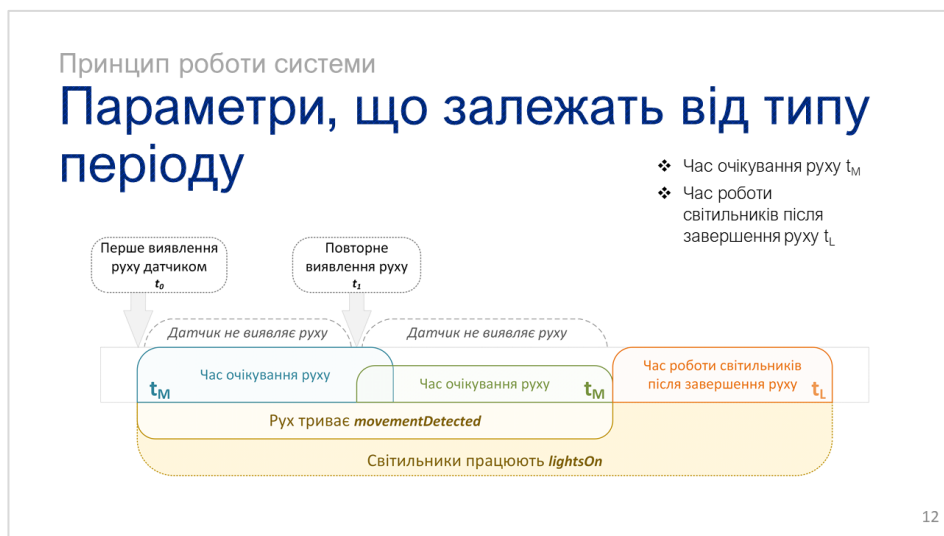 Принцип роботи системи
Параметри, що залежать від типу
періоду
❖ Час очікування руху tM
❖ Час роботи
світильників після
завершення руху tL
Перше виявлення
руху датчиком
t0
Повторне
виявлення руху
t1
Датчик не виявляє руху
Датчик не виявляє руху
tM
Час очікування руху
Час очікування руху
tM
Час роботи світильників
після завершення руху
tL
Рух триває movementDetected
Світильники працюють lightsOn
12